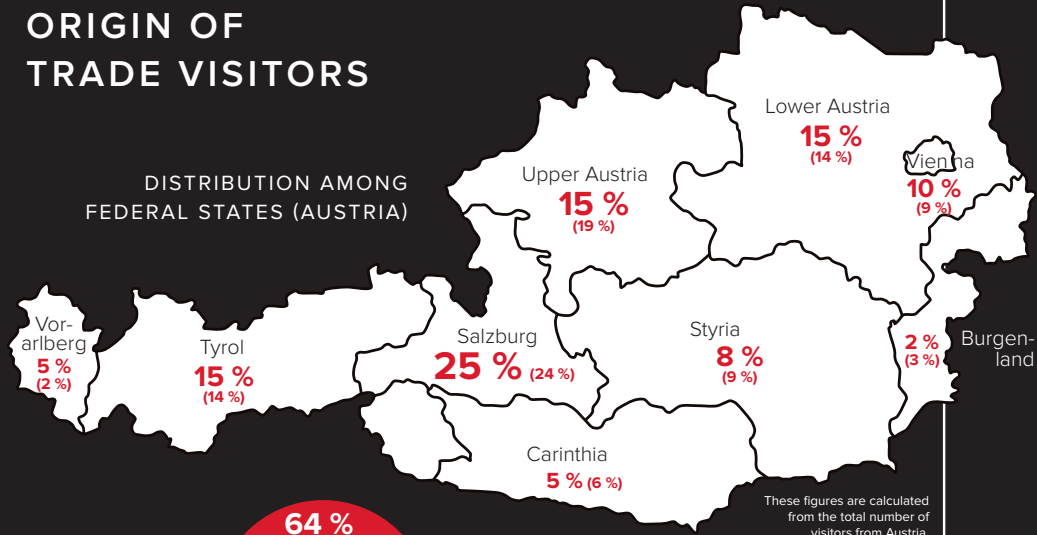 ORIGIN OF
TRADE VISITORS
DISTRIBUTION AMONG
FEDERAL STATES (AUSTRIA)
Lower Austria
15 %
(14 %)
Vienna
10 %
(9 %)
Upper Austria
15 %
(19 %)
Vor-
arlberg
5 %
(2 %)
Tyrol
15 %
(14 %)
Salzburg
25 % (24 %)
Styria
8 %
(9 %)
2 %
(3 %)
Burgen-
land
Carinthia
5 % (6 %)
These figures are calculated
from the total number of
visitors from Austria.
64 %